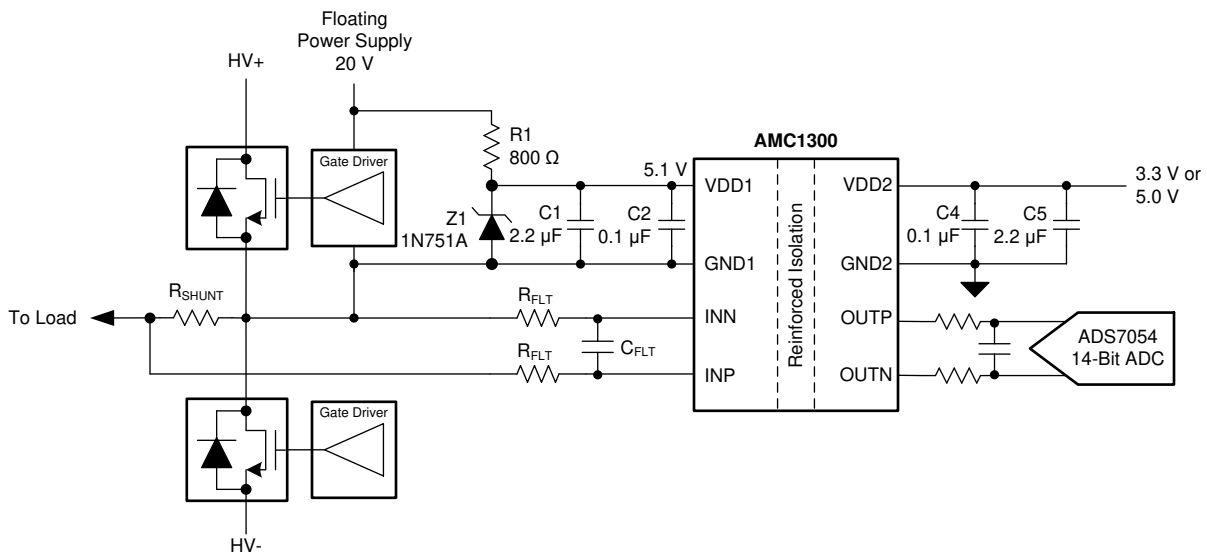 Floating
Power Supply
20 V
HV+
R1
800 Ω
AMC1300
Gate Driver
5.1 V
VDD1
VDD2
3.3 V or
5.0 V
Z1
1N751A
C1
2.2 µF
C2
0.1 µF
C4
0.1 µF
C5
2.2 µF
GND1
GND2
Reinforced Isolation
RSHUNT
RFLT
To Load
INN
OUTP
CFLT
ADS7054
14-Bit ADC
RFLT
INP
OUTN
Gate Driver
HV-